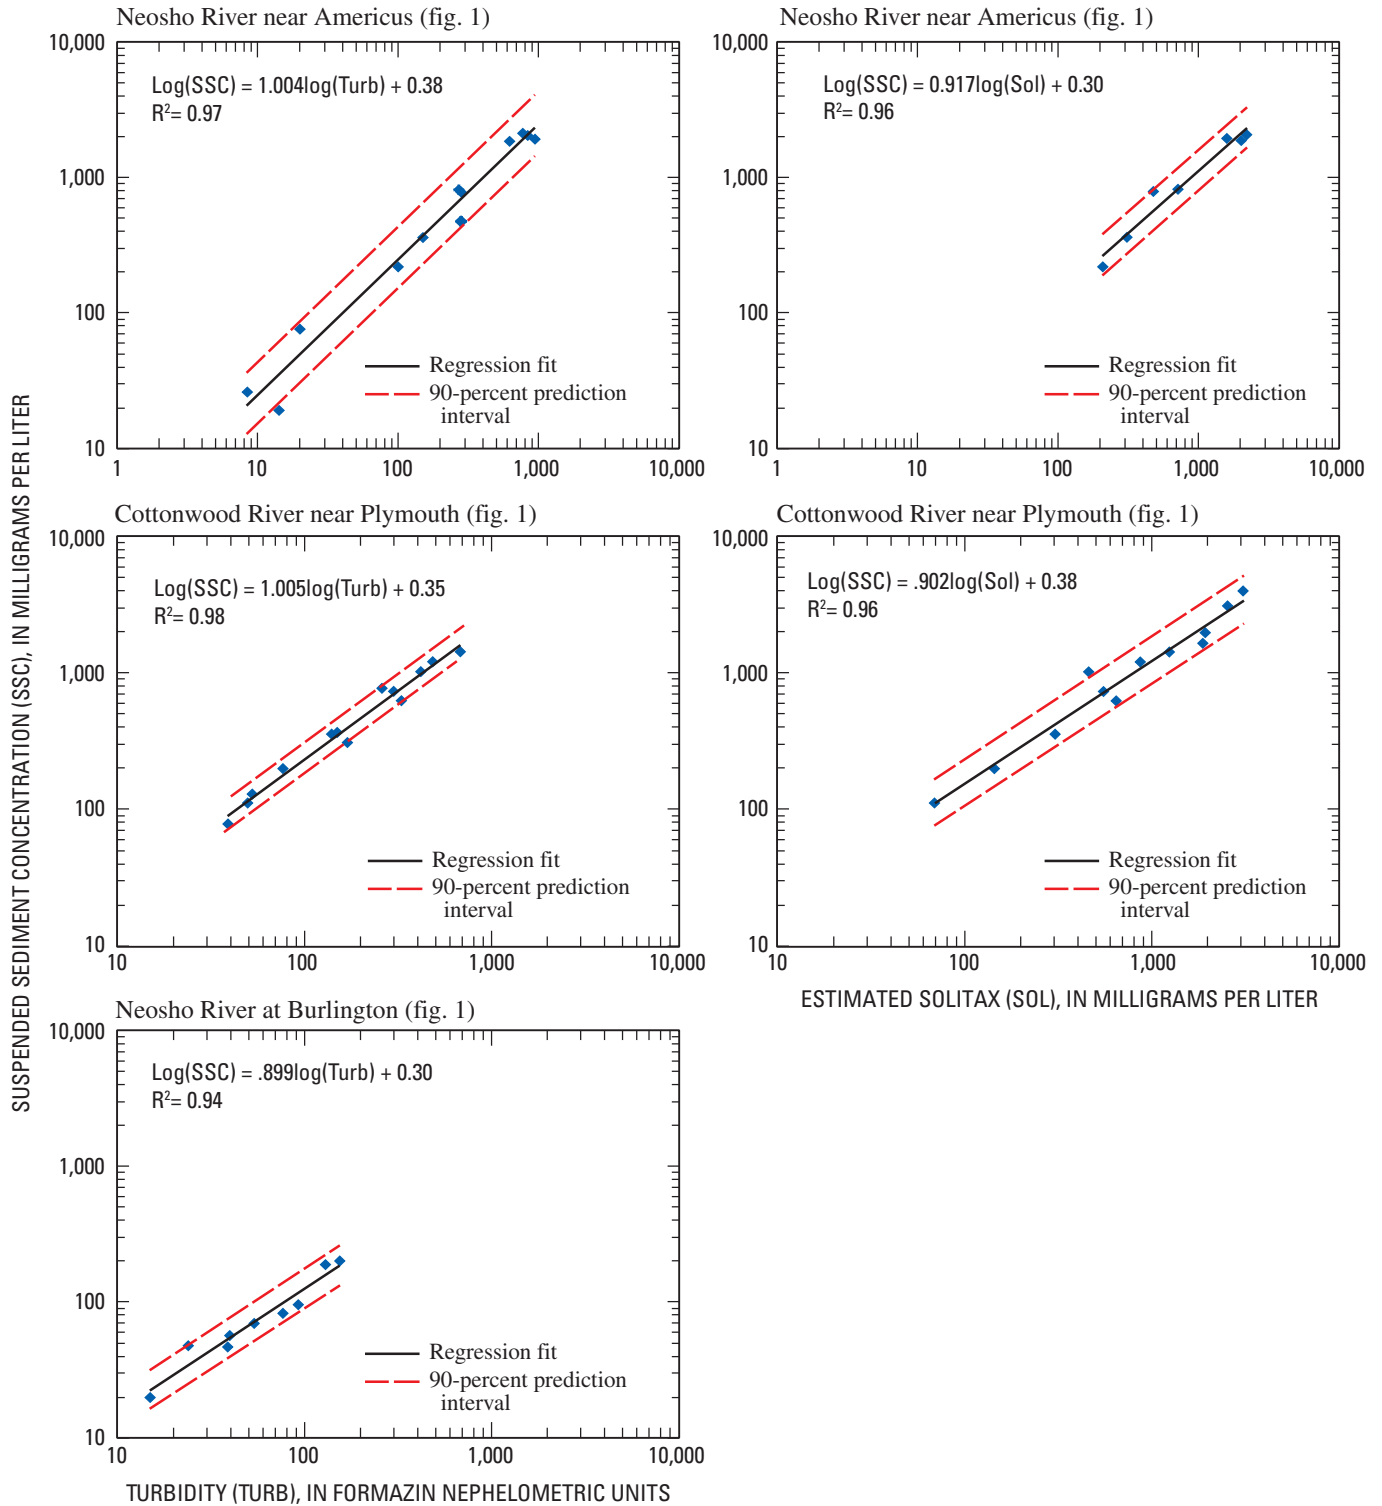 SUSPENDED SEDIMENT CONCENTRATION (SSC), IN MILLIGRAMS PER LITER
Neosho River near Americus (fig. 1)
Log(SSC) = 1.004log(Turb) + 0.38
R²= 0.97
10,000
1,000
100
10
Regression fit
90-percent prediction
interval
1 10 100 1,000 10,000
Neosho River near Americus (fig. 1)
Log(SSC) = 0.917log(Sol) + 0.30
R²= 0.96
10,000
1,000
100
10
Regression fit
90-percent prediction
interval
1 10 100 1,000 10,000
Cottonwood River near Plymouth (fig. 1)
Log(SSC) = 1.005log(Turb) + 0.35
R²= 0.98
10,000
1,000
100
10
Regression fit
90-percent prediction
interval
10 100 1,000 10,000
Cottonwood River near Plymouth (fig. 1)
Log(SSC) = .902log(Sol) + 0.38
R²= 0.96
10,000
1,000
100
10
Regression fit
90-percent prediction
interval
10 100 1,000 10,000
ESTIMATED SOLITAX (SOL), IN MILLIGRAMS PER LITER
Neosho River at Burlington (fig. 1)
Log(SSC) = .899log(Turb) + 0.30
R²= 0.94
10,000
1,000
100
10
Regression fit
90-percent prediction
interval
10 100 1,000 10,000
TURBIDITY (TURB), IN FORMAZIN NEPHELOMETRIC UNITS